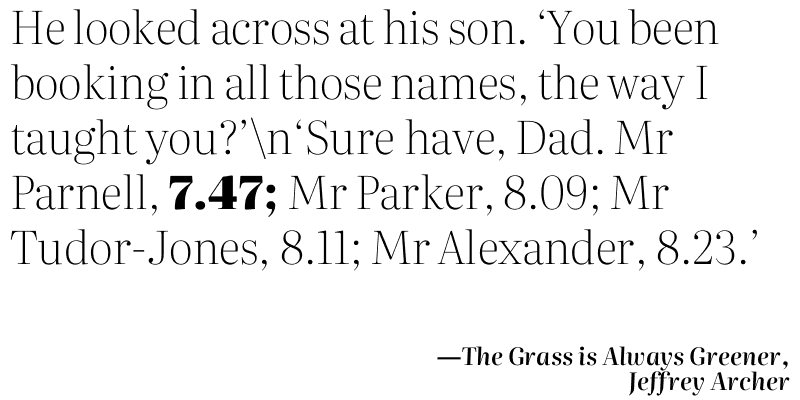 He looked across at his son. ‘You been
booking in all those names, the way I
taught you?’\n‘Sure have, Dad. Mr
Parnell, 7.47; Mr Parker, 8.09; Mr
Tudor-Jones, 8.11; Mr Alexander, 8.23.’
—The Grass is Always Greener,
Jeffrey Archer